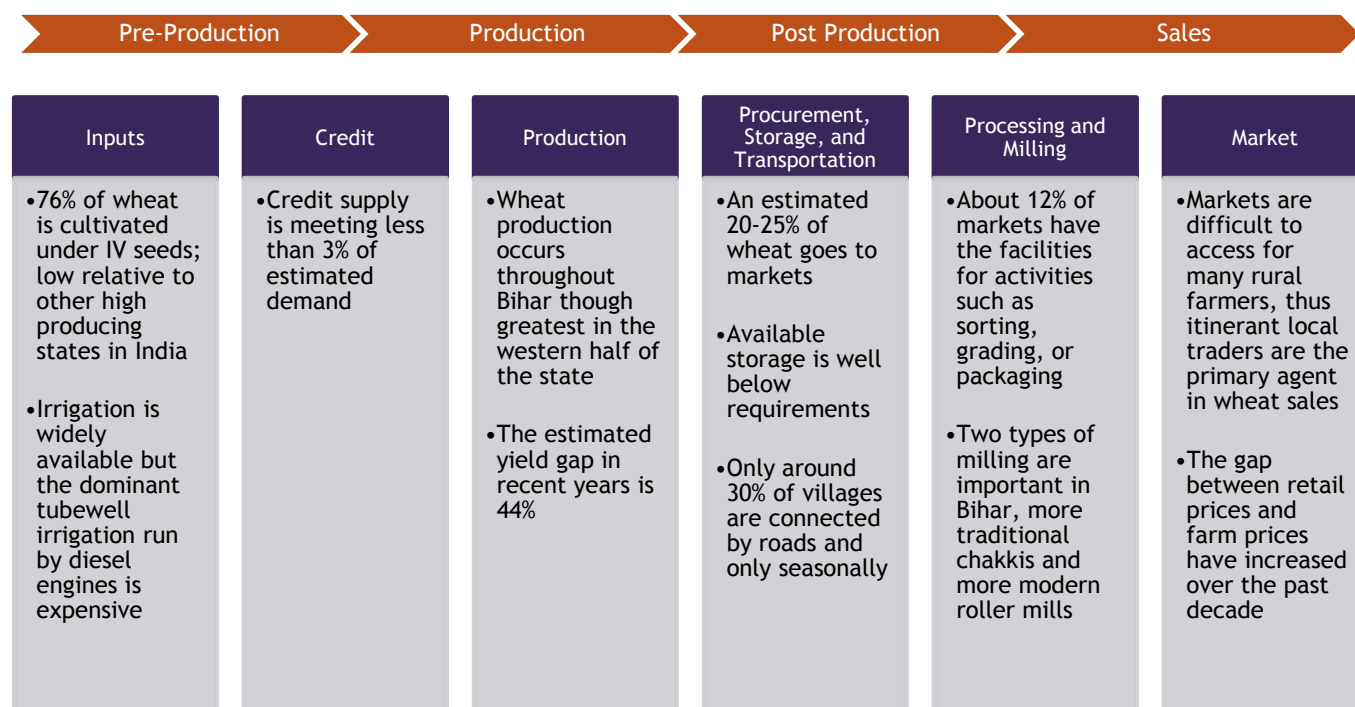 Pre-Production
Production
Post Production
Sales
Inputs
•76% of wheat
is cultivated
under IV seeds;
low relative to
other high
producing
states in India
•Irrigation is
widely
available but
the dominant
tubewell
irrigation run
by diesel
engines is
expensive
Credit
•Credit supply
is meeting less
than 3% of
estimated
demand
Production
•Wheat
production
occurs
throughout
Bihar though
greatest in the
western half of
the state
•The estimated
yield gap in
recent years is
44%
Procurement,
Storage, and
Transportation
•An estimated
20-25% of
wheat goes to
markets
•Available
storage is well
below
requirements
•Only around
30% of villages
are connected
by roads and
only seasonally
Processing and
Milling
•About 12% of
markets have
the facilities
for activities
such as
sorting,
grading, or
packaging
•Two types of
milling are
important in
Bihar, more
traditional
chakkis and
more modern
roller mills
Market
•Markets are
difficult to
access for
many rural
farmers, thus
itinerant local
traders are the
primary agent
in wheat sales
•The gap
between retail
prices and
farm prices
have increased
over the past
decade